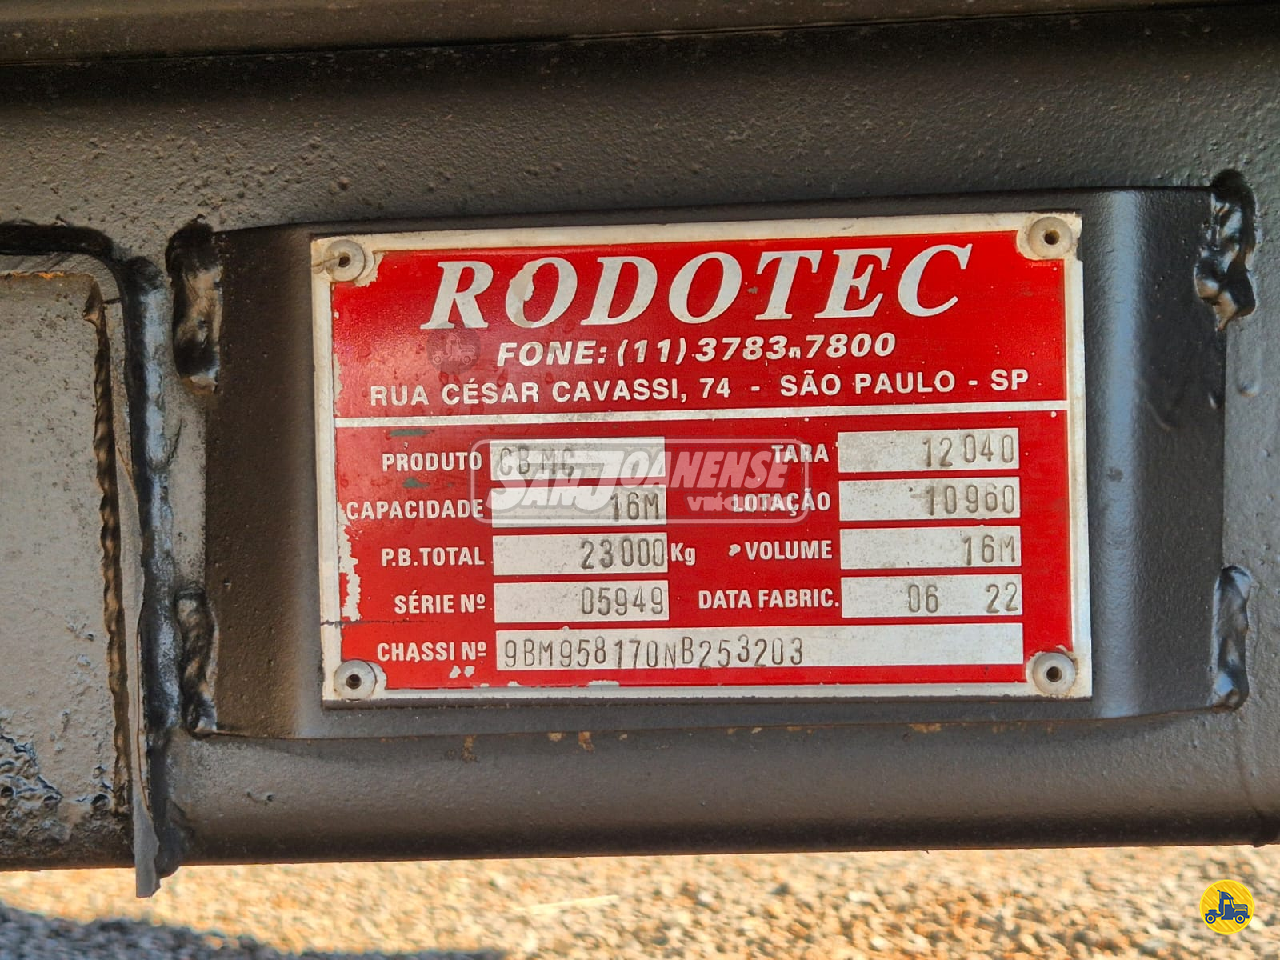 RODOTEC
FONE: (11) 3783-7800
RUA CÉSAR CAVASSI, 74 - SÃO PAULO - SP
PRODUTO CB MC TARA 12040
CAPACIDADE 16M LOTAÇÃO 10960
P.B. TOTAL 23000 Kg VOLUME 16M
SÉRIE Nº 05949 DATA FABRIC. 06 22
CHASSI Nº 9BM958170NB253203
SANJOANENSE